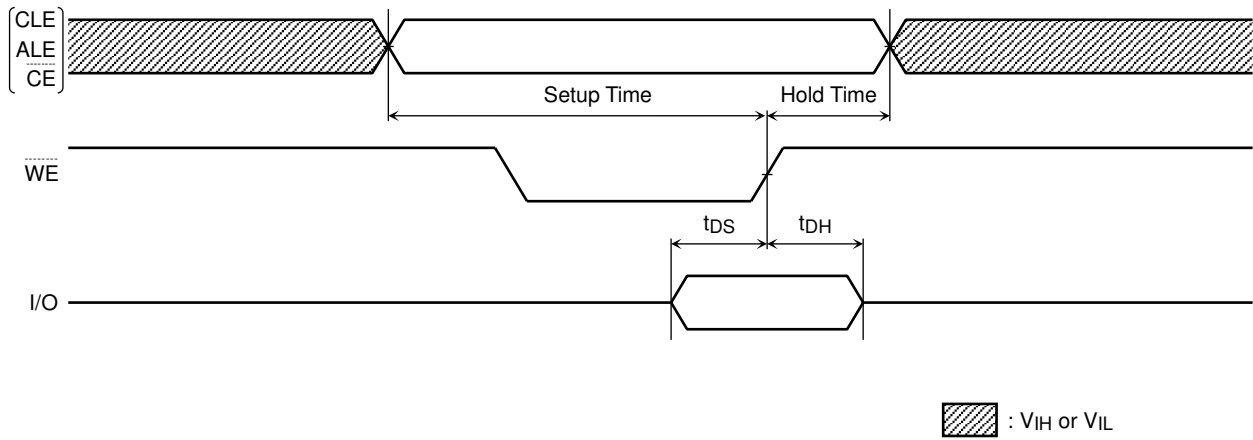 CLE
ALE
CE
Setup Time
Hold Time
WE
tDS
tDH
I/O
: VIH or VIL